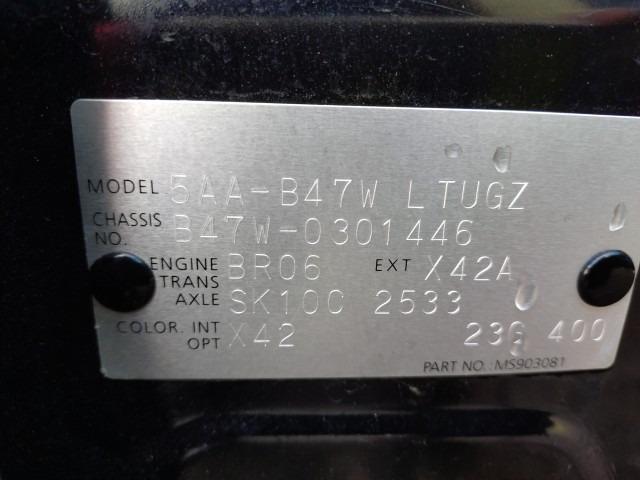 MODEL 5AA-B47W LTUGZ
CHASSIS NO. B47W-0301446
ENGINE BR06 EXT X42A
TRANS AXLE SK10C 2533
COLOR. INT X42 236 400
OPT
PART NO. MS903081